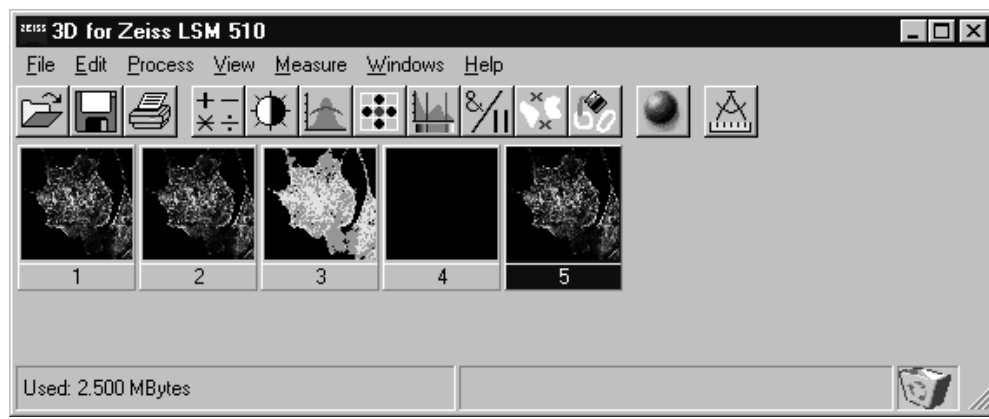 ZEISS 3D for Zeiss LSM 510
File Edit Process View Measure Windows Help
1 2 3 4 5
Used: 2.500 MBytes